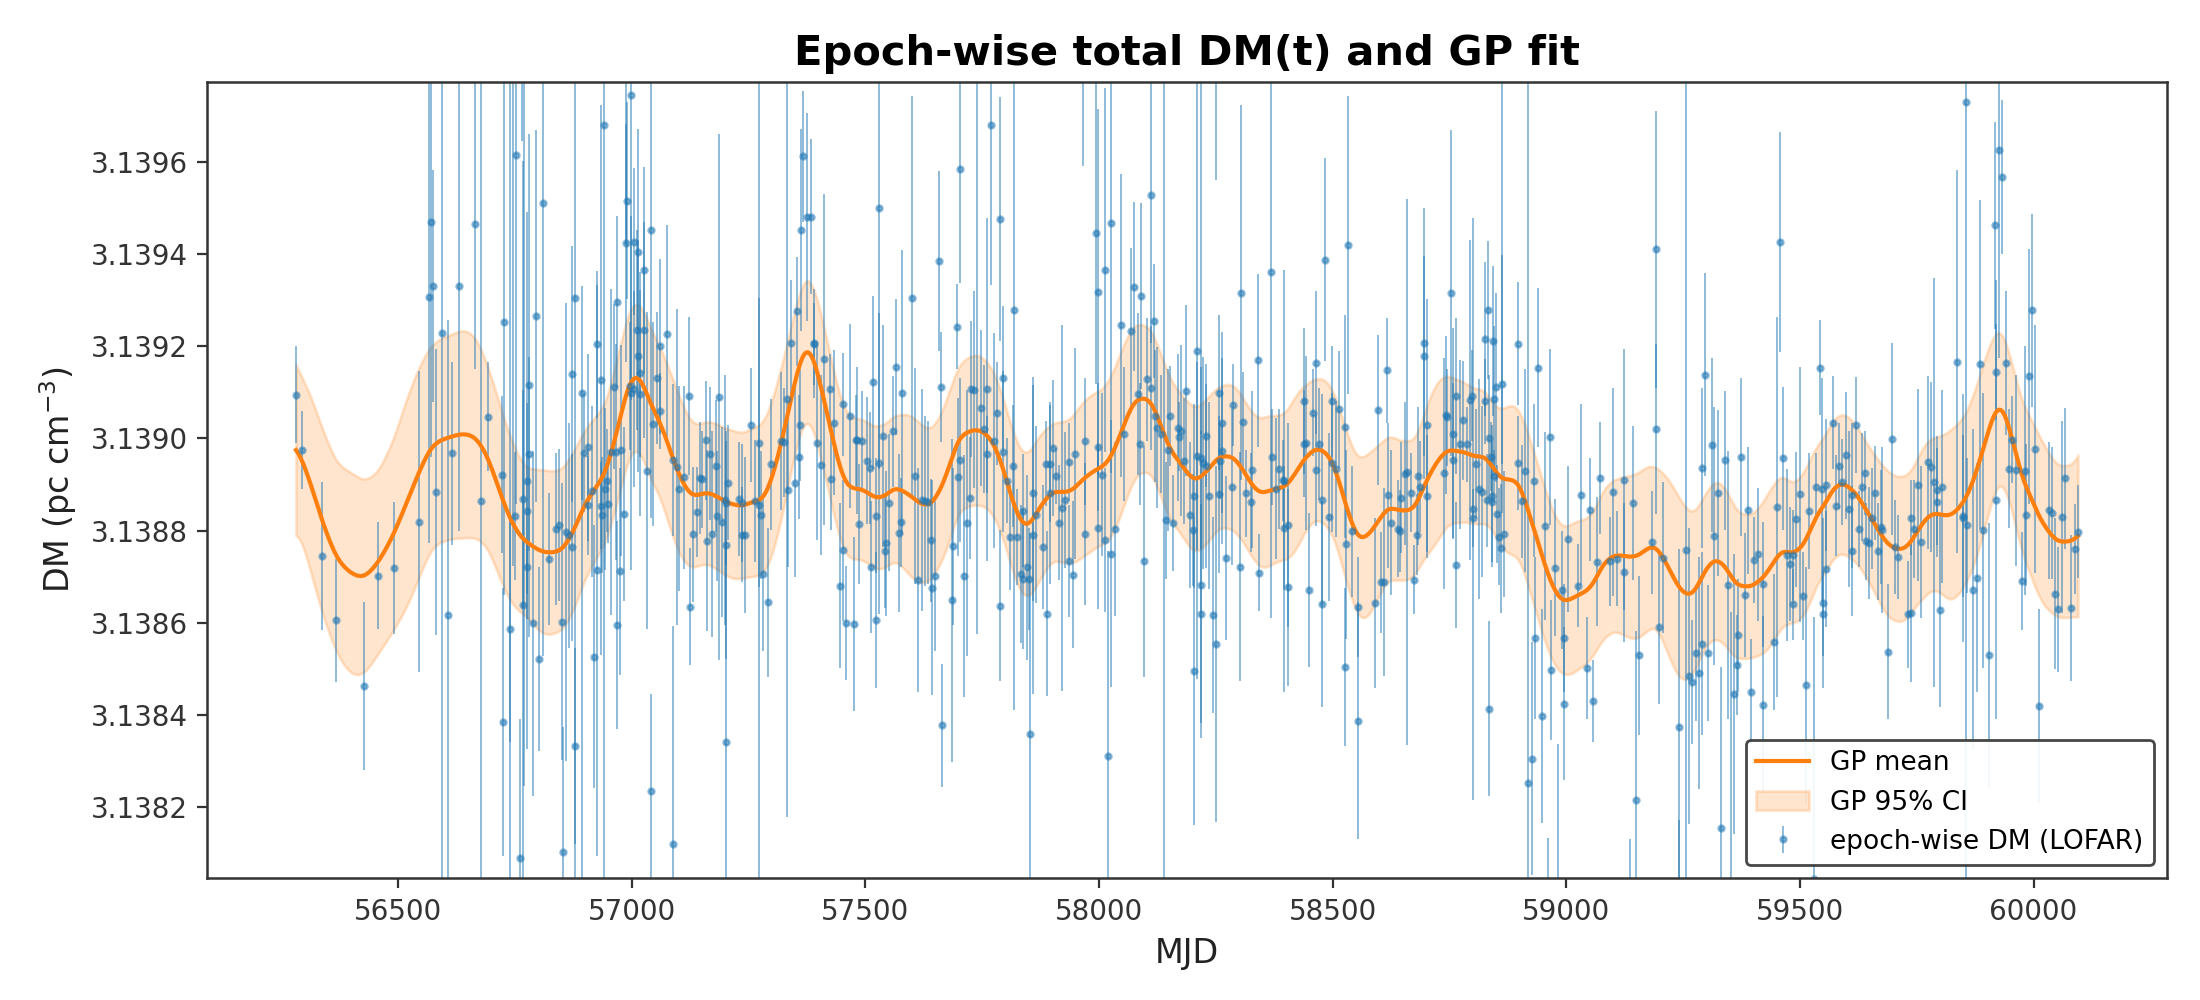 Epoch-wise total DM(t) and GP fit
DM (pc cm⁻³)
3.1396
3.1394
3.1392
3.1390
3.1388
3.1386
3.1384
3.1382
GP mean
GP 95% CI
epoch-wise DM (LOFAR)
56500 57000 57500 58000 58500 59000 59500 60000
MJD